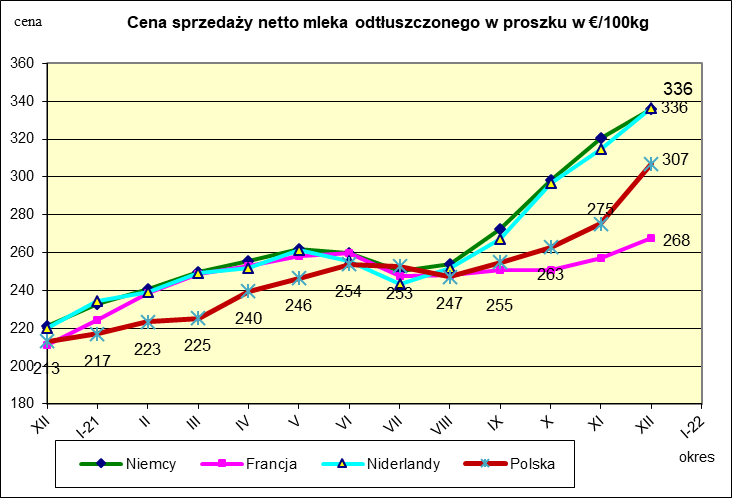 cena
Cena sprzedaży netto mleka odtłuszczonego w proszku w €/100kg
360
340
320
300
280
260
240
220
200
180
336
336
307
268
213
217
223
225
240
246
254
253
247
255
263
275
XII
I-21
II
III
IV
V
VI
VII
VIII
IX
X
XI
XII
I-22
okres
Niemcy
Francja
Niderlandy
Polska